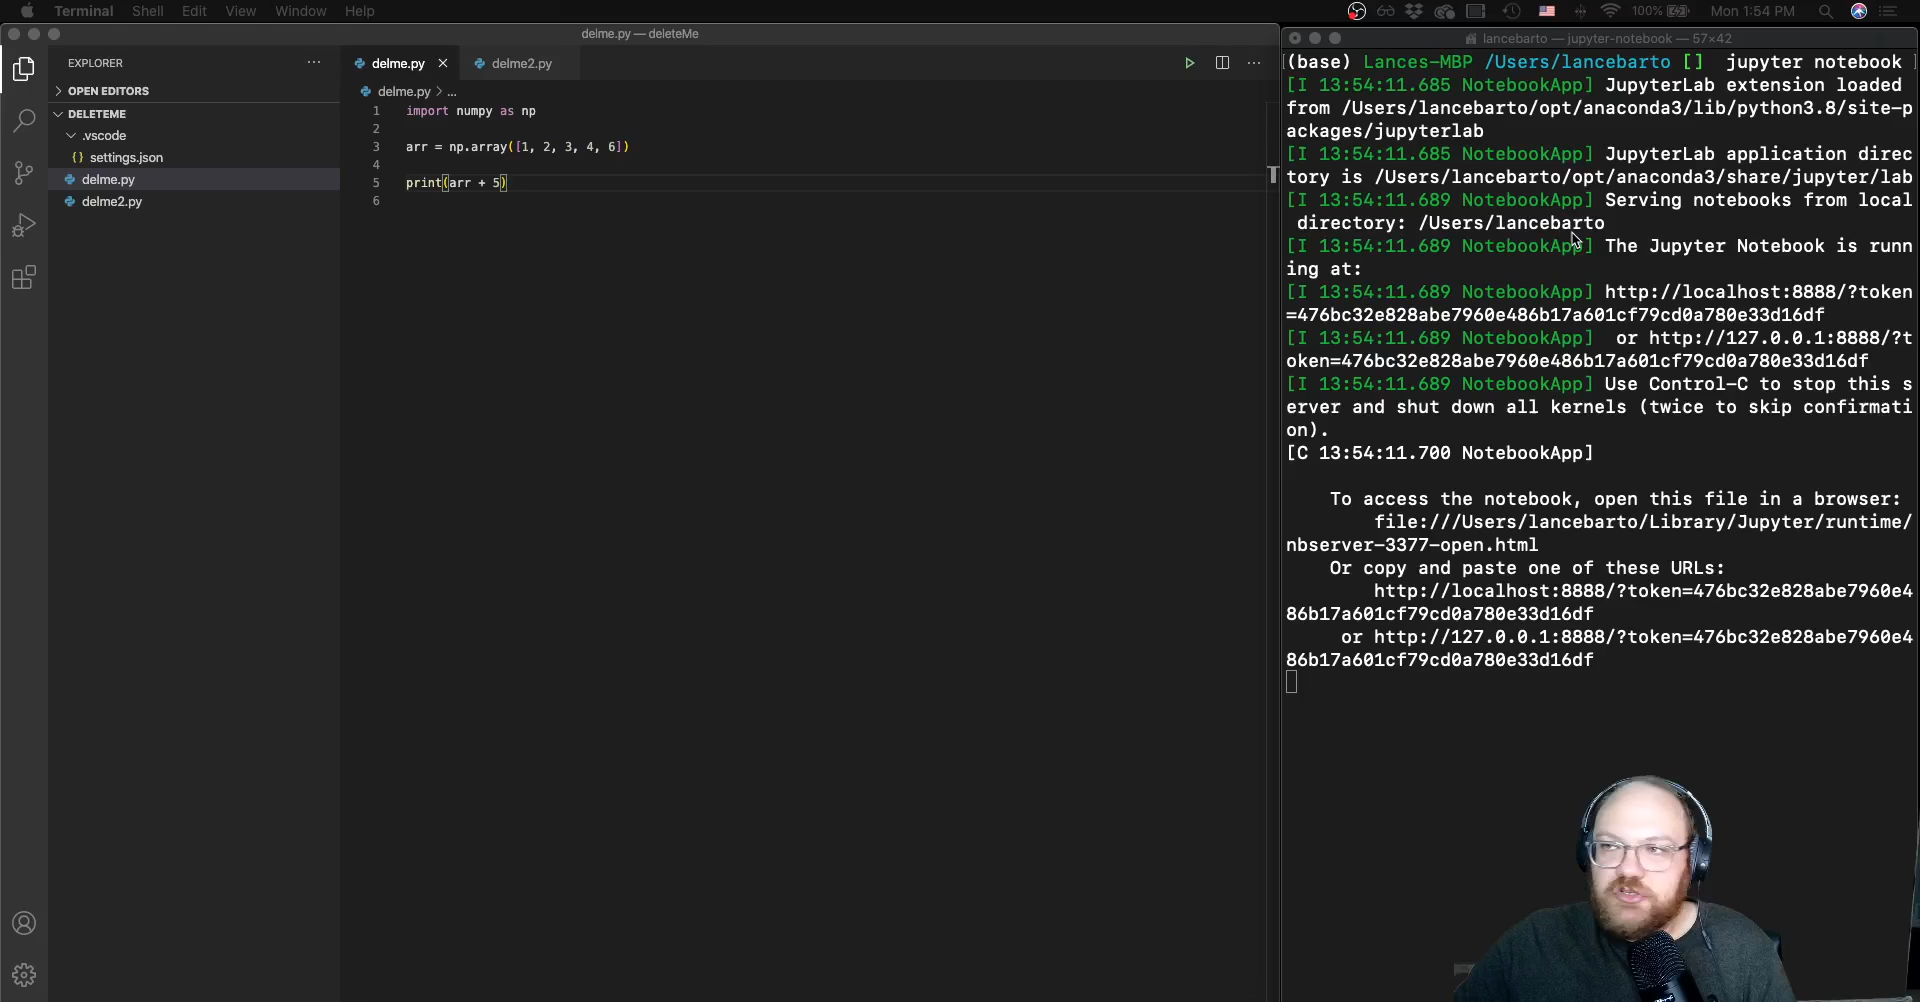 Terminal Shell Edit View Window Help
100% Mon 1:54 PM
delme.py — deleteMe
EXPLORER
OPEN EDITORS
DELETEME
.vscode
{} settings.json
delme.py
delme2.py
delme.py
delme2.py
delme.py > ...
1 import numpy as np
2
3 arr = np.array([1, 2, 3, 4, 6])
4
5 print(arr + 5)
6
lancebarto — jupyter-notebook — 57×42
(base) Lances-MBP /Users/lancebarto [] jupyter notebook
[I 13:54:11.685 NotebookApp] JupyterLab extension loaded
from /Users/lancebarto/opt/anaconda3/lib/python3.8/site-p
ackages/jupyterlab
[I 13:54:11.685 NotebookApp] JupyterLab application direc
tory is /Users/lancebarto/opt/anaconda3/share/jupyter/lab
[I 13:54:11.689 NotebookApp] Serving notebooks from local
directory: /Users/lancebarto
[I 13:54:11.689 NotebookApp] The Jupyter Notebook is runn
ing at:
[I 13:54:11.689 NotebookApp] http://localhost:8888/?token
=476bc32e828abe7960e486b17a601cf79cd0a780e33d16df
[I 13:54:11.689 NotebookApp]  or http://127.0.0.1:8888/?t
oken=476bc32e828abe7960e486b17a601cf79cd0a780e33d16df
[I 13:54:11.689 NotebookApp] Use Control-C to stop this s
erver and shut down all kernels (twice to skip confirmati
on).
[C 13:54:11.700 NotebookApp]
To access the notebook, open this file in a browser:
file:///Users/lancebarto/Library/Jupyter/runtime/
nbserver-3377-open.html
Or copy and paste one of these URLs:
http://localhost:8888/?token=476bc32e828abe7960e4
86b17a601cf79cd0a780e33d16df
or http://127.0.0.1:8888/?token=476bc32e828abe7960e4
86b17a601cf79cd0a780e33d16df